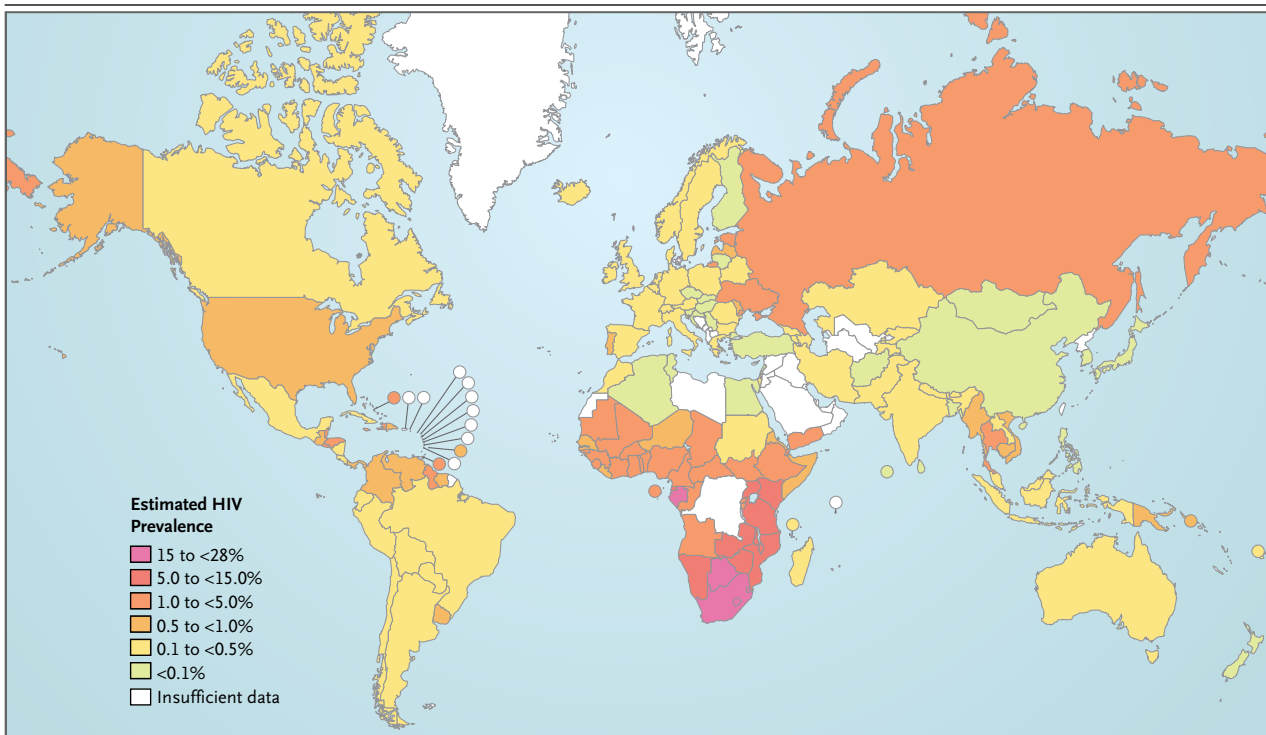 Estimated HIV
Prevalence
15 to <28%
5.0 to <15.0%
1.0 to <5.0%
0.5 to <1.0%
0.1 to <0.5%
<0.1%
Insufficient data